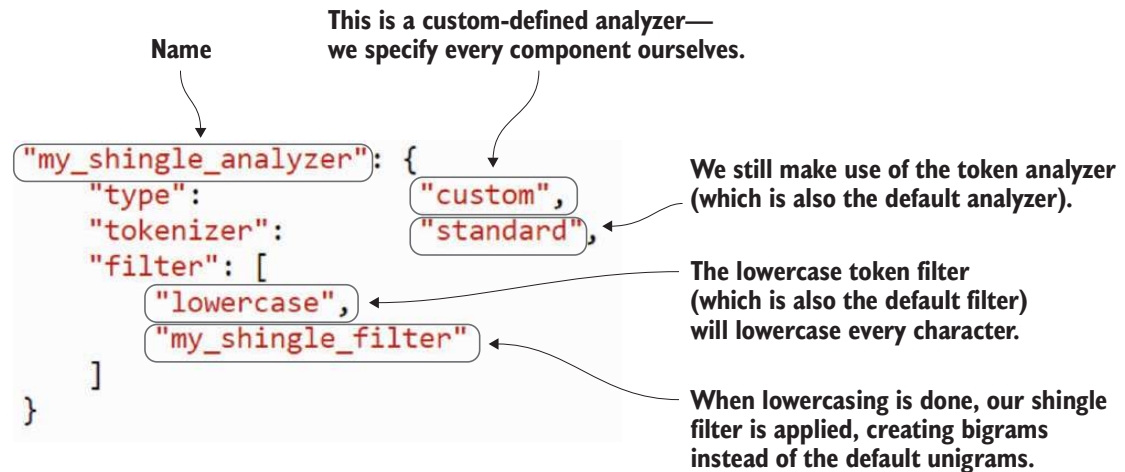 This is a custom-defined analyzer—
we specify every component ourselves.
Name
"my_shingle_analyzer": {
"type": "custom",
"tokenizer": "standard",
"filter": [
"lowercase",
"my_shingle_filter"
]
}
We still make use of the token analyzer
(which is also the default analyzer).
The lowercase token filter
(which is also the default filter)
will lowercase every character.
When lowercasing is done, our shingle
filter is applied, creating bigrams
instead of the default unigrams.